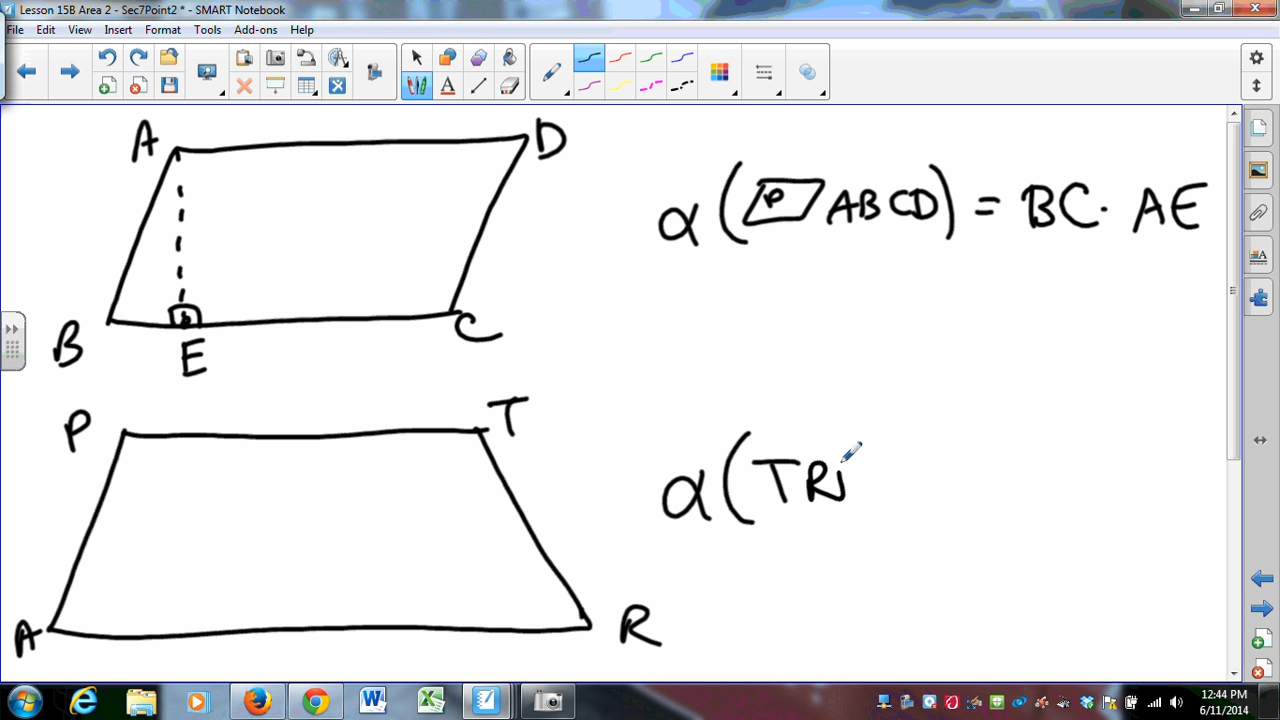 Lesson 15B Area 2 - Sec7Point2 * - SMART Notebook
File Edit View Insert Format Tools Add-ons Help
A D
α( P ABCD) = BC · AE
B E C
P T
α(TR
A R
12:44 PM
6/11/2014